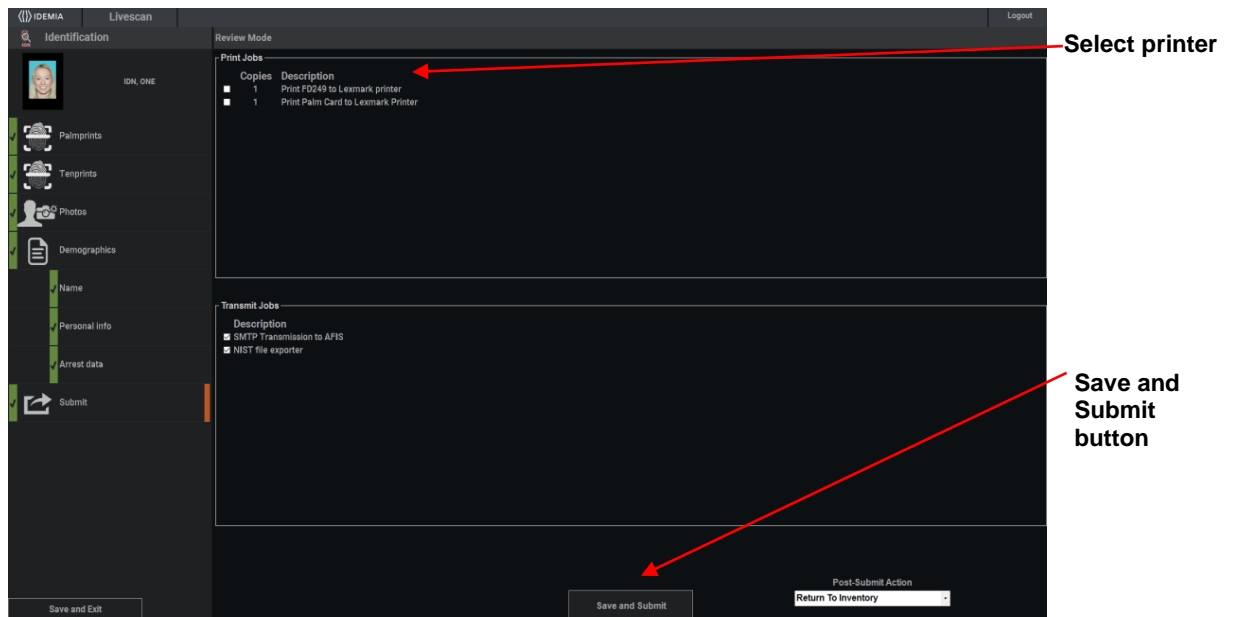 IDEMIA Livescan Logout
IDN Identification
Review Mode
Select printer
IDN, ONE
Print Jobs
Copies Description
1 Print FD249 to Lexmark printer
1 Print Palm Card to Lexmark Printer
Palmprints
Tenprints
Photos
Demographics
Name
Personal info
Arrest data
Submit
Transmit Jobs
Description
SMTP Transmission to AFIS
NIST file exporter
Save and
Submit
button
Post-Submit Action
Return To Inventory
Save and Exit
Save and Submit